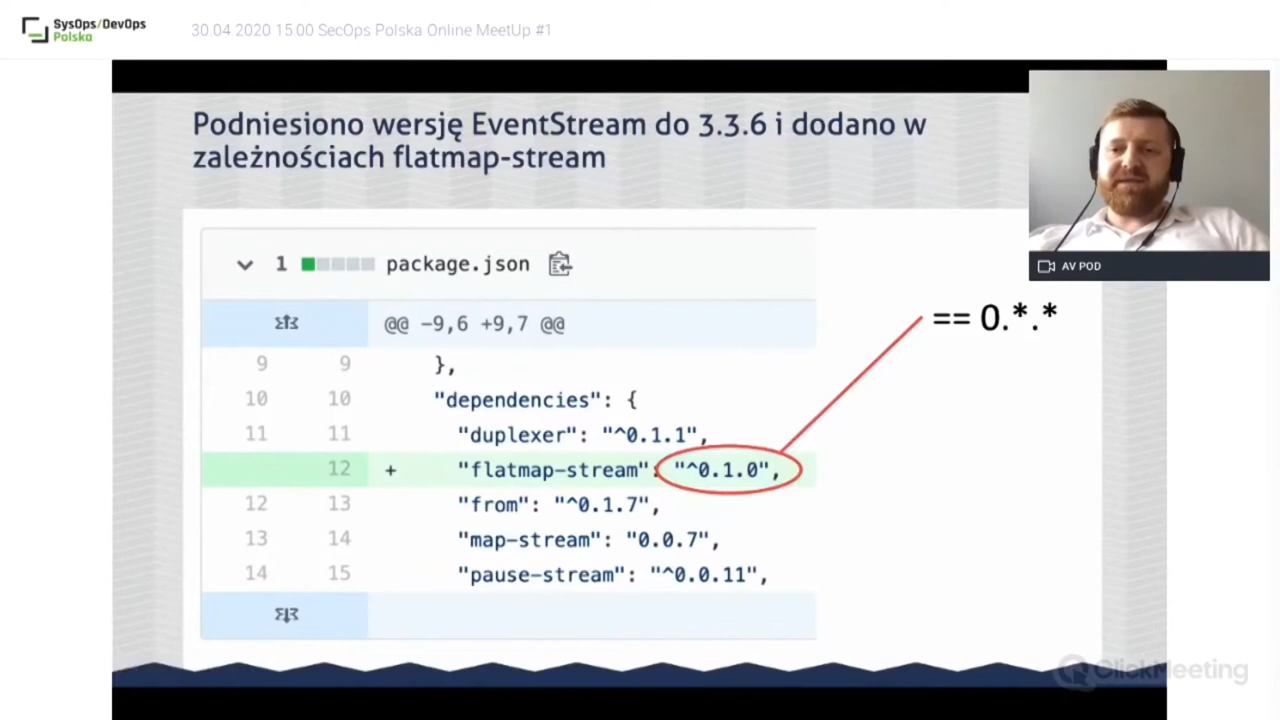 SysOps/DevOps
Polska
30.04 2020 15:00 SecOps Polska Online MeetUp #1
Podniesiono wersję EventStream do 3.3.6 i dodano w
zależnościach flatmap-stream
AV POD
1 package.json
@@ -9,6 +9,7 @@
== 0.*.*
9 9 },
10 10 "dependencies": {
11 11 "duplexer": "^0.1.1",
12 + "flatmap-stream": "^0.1.0",
12 13 "from": "^0.1.7",
13 14 "map-stream": "0.0.7",
14 15 "pause-stream": "^0.0.11",
ClickMeeting